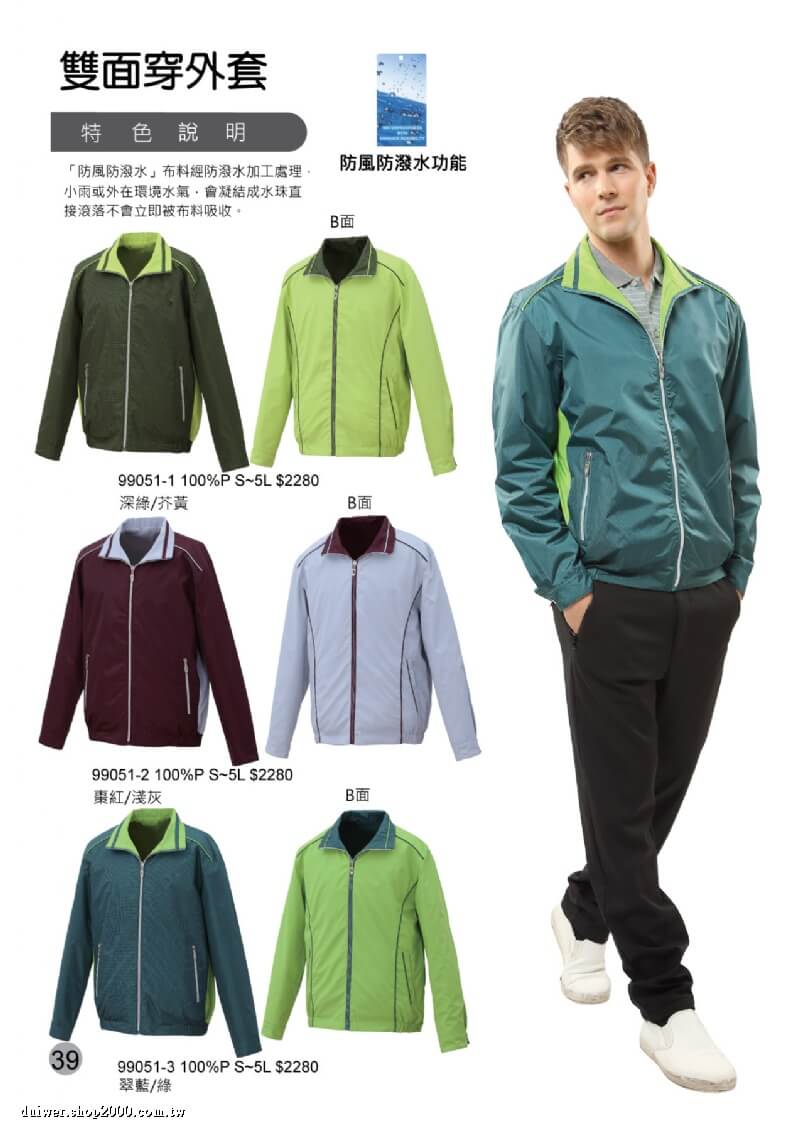 雙面穿外套
特色說明
「防風防潑水」布料經防潑水加工處理,
小雨或外在環境水氣,會凝結成水珠直
接滾落不會立即被布料吸收。
防風防潑水功能
B面
99051-1 100%P S~5L $2280
深綠/芥黃
B面
99051-2 100%P S~5L $2280
棗紅/淺灰
B面
99051-3 100%P S~5L $2280
翠藍/綠
39
duiwer.shop2000.com.tw